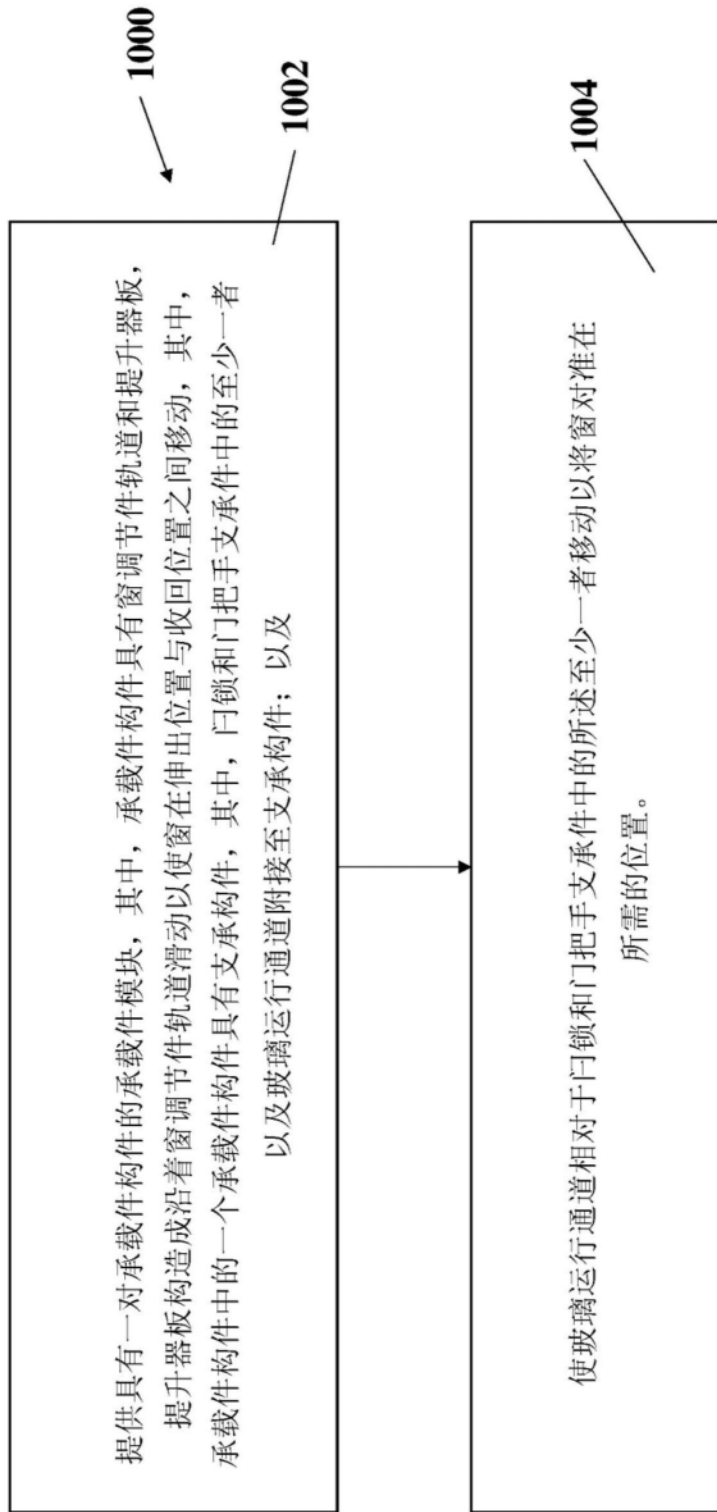 1000
提供具有一对承载件构件的承载件模块，其中，承载件构件具有窗调节件轨道和提升器板，
提升器板构造成沿着窗调节件轨道滑动以使窗在伸出位置与收回位置之间移动，其中，
承载件构件中的一个承载件构件具有支承构件，其中，闩锁和门把手支承件中的至少一者
以及玻璃运行通道附接至支承构件；以及
1002
使玻璃运行通道相对于闩锁和门把手支承件中的所述至少一者移动以将窗对准在
所需的位置。
1004